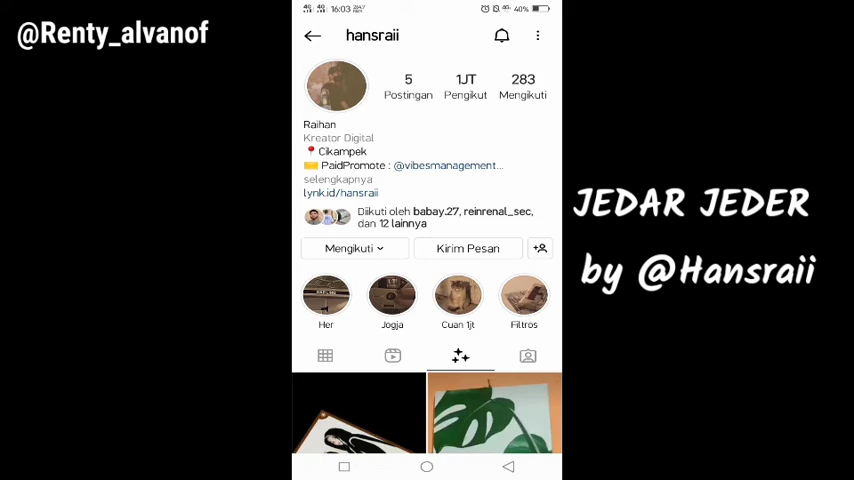 @Renty_alvanof
16:03
40%
hansraii
5
1JT
283
Postingan
Pengikut
Mengikuti
Raihan
Kreator Digital
📍Cikampek
🎫 PaidPromote : @vibesmanagement...
selengkapnya
lynk.id/hansraii
Diikuti oleh babay.27, reinrenal_sec,
dan 12 lainnya
Mengikuti
Kirim Pesan
Her
Jogja
Cuan 1jt
Filtros
JEDAR JEDER
by @Hansraii